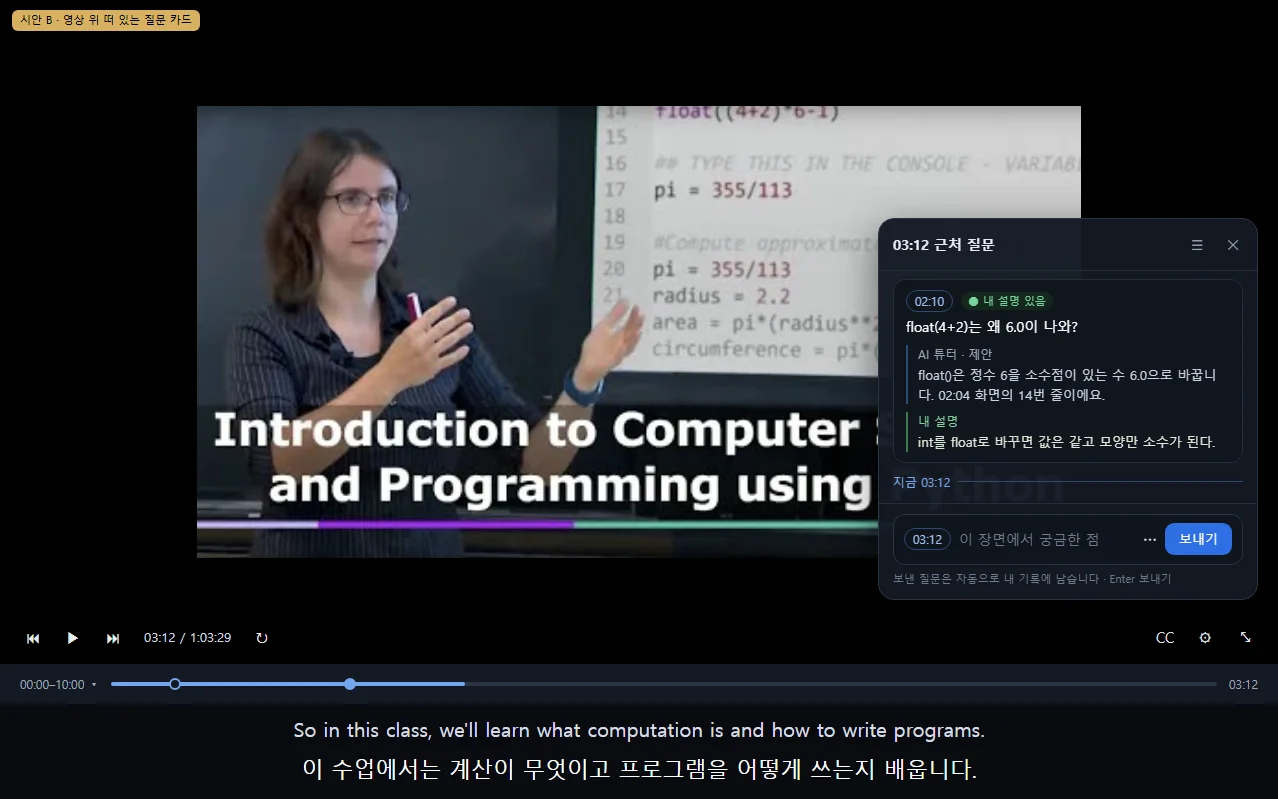 시안 B · 영상 위 떠 있는 질문 카드
14 float((4+2)*6-1)
15
16 ## TYPE THIS IN THE CONSOLE -
17 pi = 355/113
18
19 #Compute
20 pi = 355/113
21 radius = 2.2
area = pi*(radius**
circumference = pi*
Introduction to Computer
and Programming using
03:12 근처 질문
02:10 내 설명 있음
float(4+2)는 왜 6.0이 나와?
AI 튜터 · 제안
float()은 정수 6을 소수점이 있는 수 6.0으로 바꿉니
다. 02:04 화면의 14번 줄이에요.
내 설명
int를 float로 바꾸면 값은 같고 모양만 소수가 된다.
지금 03:12
03:12 이 장면에서 궁금한 점 ··· 보내기
보낸 질문은 자동으로 내 기록에 남습니다 · Enter 보내기
03:12 / 1:03:29
CC
00:00–10:00
03:12
So in this class, we'll learn what computation is and how to write programs.
이 수업에서는 계산이 무엇이고 프로그램을 어떻게 쓰는지 배웁니다.